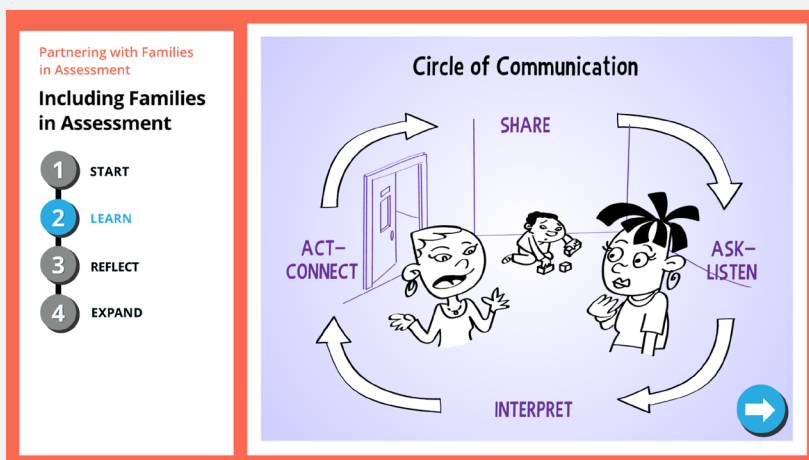 Partnering with Families
in Assessment
Including Families
in Assessment
1 START
2 LEARN
3 REFLECT
4 EXPAND
Circle of Communication
SHARE
ASK–
LISTEN
INTERPRET
ACT–
CONNECT